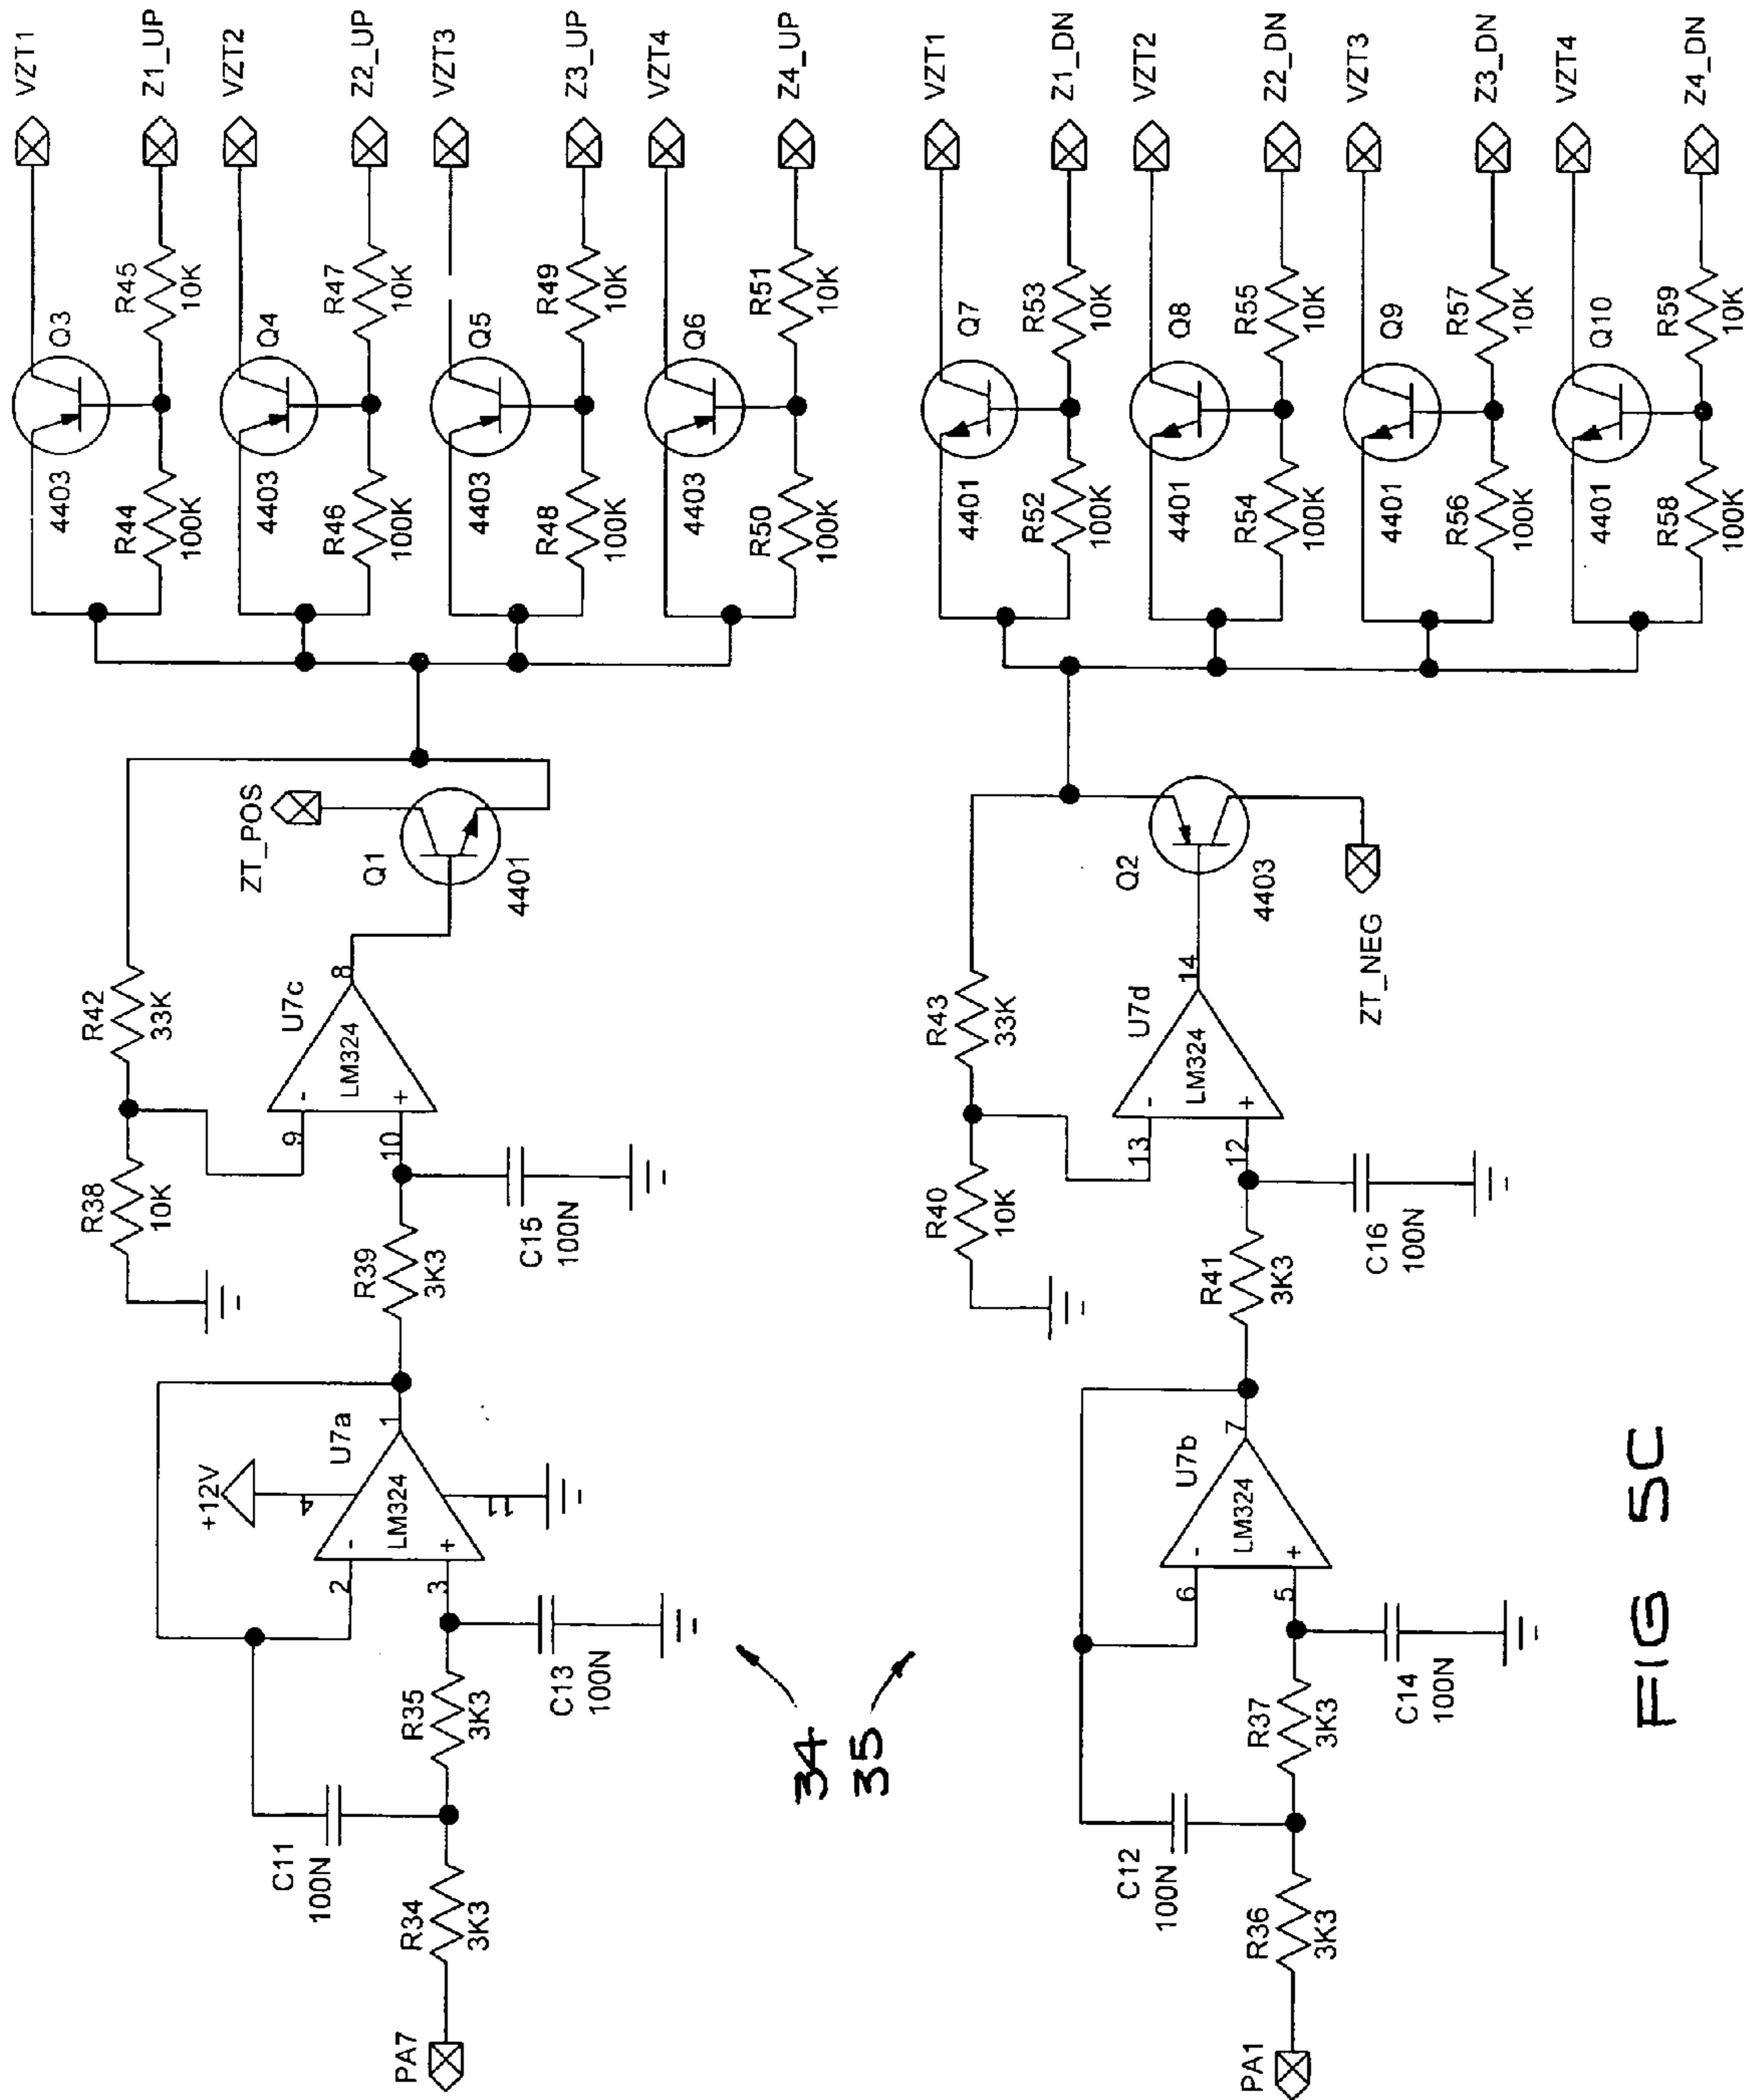 VZT1
Q3
4403
R44
100K
R45
10K
Z1_UP
VZT2
Q4
4403
R46
100K
R47
10K
Z2_UP
VZT3
Q5
4403
R48
100K
R49
10K
Z3_UP
VZT4
Q6
4403
R50
100K
R51
10K
Z4_UP
R38
10K
R42
33K
ZT_POS
Q1
4401
U7c
LM324
-
+
9
10
8
R39
3K3
C15
100N
+12V
4
U7a
LM324
-
+
2
3
1
11
C11
100N
R34
3K3
R35
3K3
C13
100N
PA7
34
35
VZT1
Q7
4401
R52
100K
R53
10K
Z1_DN
VZT2
Q8
4401
R54
100K
R55
10K
Z2_DN
VZT3
Q9
4401
R56
100K
R57
10K
Z3_DN
VZT4
Q10
4401
R58
100K
R59
10K
Z4_DN
R40
10K
R43
33K
Q2
4403
ZT_NEG
U7d
LM324
-
+
13
12
14
R41
3K3
C16
100N
U7b
LM324
-
+
6
5
7
C12
100N
R36
3K3
R37
3K3
C14
100N
PA1
FIG 5C